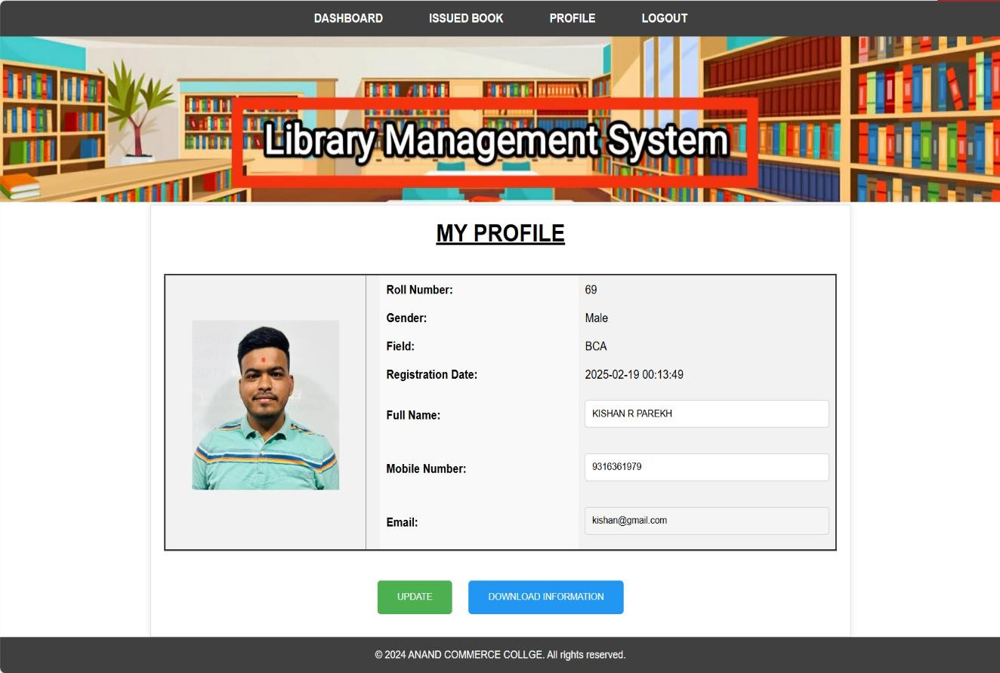 DASHBOARD ISSUED BOOK PROFILE LOGOUT
Library Management System
MY PROFILE
Roll Number: 69
Gender: Male
Field: BCA
Registration Date: 2025-02-19 00:13:49
Full Name: KISHAN R PAREKH
Mobile Number: 9316361979
Email: kishan@gmail.com
UPDATE DOWNLOAD INFORMATION
© 2024 ANAND COMMERCE COLLGE. All rights reserved.